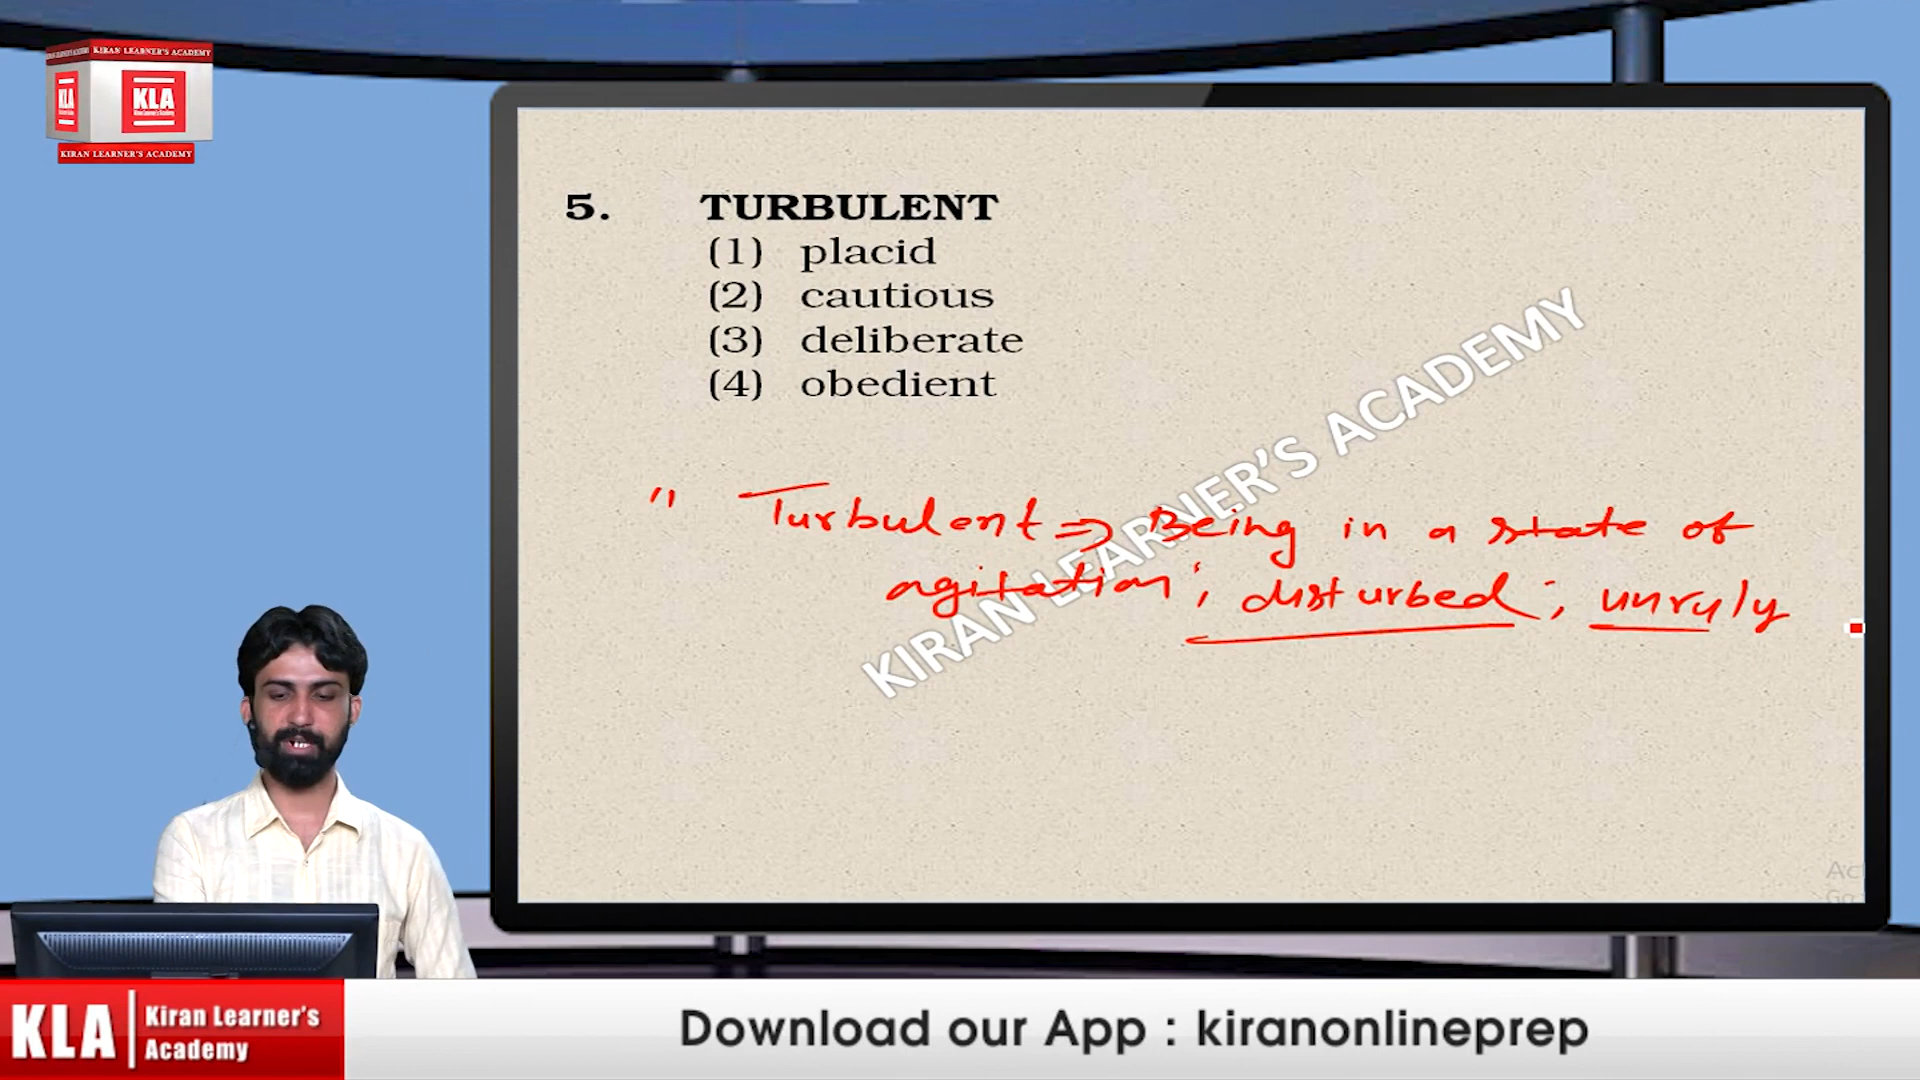 KIRAN LEARNER'S ACADEMY
KLA
KLA
KIRAN LEARNER'S ACADEMY
5. TURBULENT
(1) placid
(2) cautious
(3) deliberate
(4) obedient
KIRAN LEARNER'S ACADEMY
" Turbulent ⇒ Being in a state of
agitation; disturbed; unruly
KLA Kiran Learner's
Academy
Download our App : kiranonlineprep